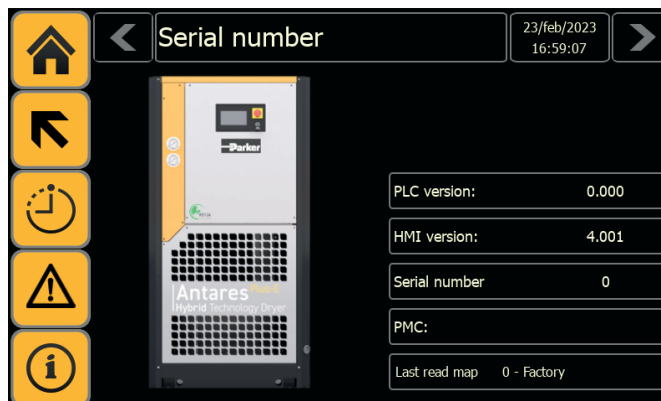 Serial number
23/feb/2023
16:59:07
Parker
Antares Plus-E
Hybrid Technology Dryer
PLC version: 0.000
HMI version: 4.001
Serial number 0
PMC:
Last read map 0 - Factory